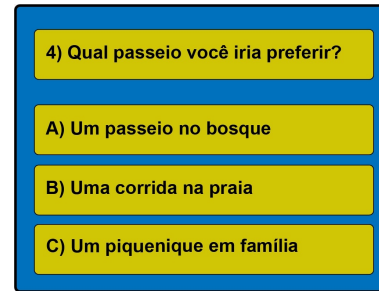 4) Qual passeio você iria preferir?
A) Um passeio no bosque
B) Uma corrida na praia
C) Um piquenique em família